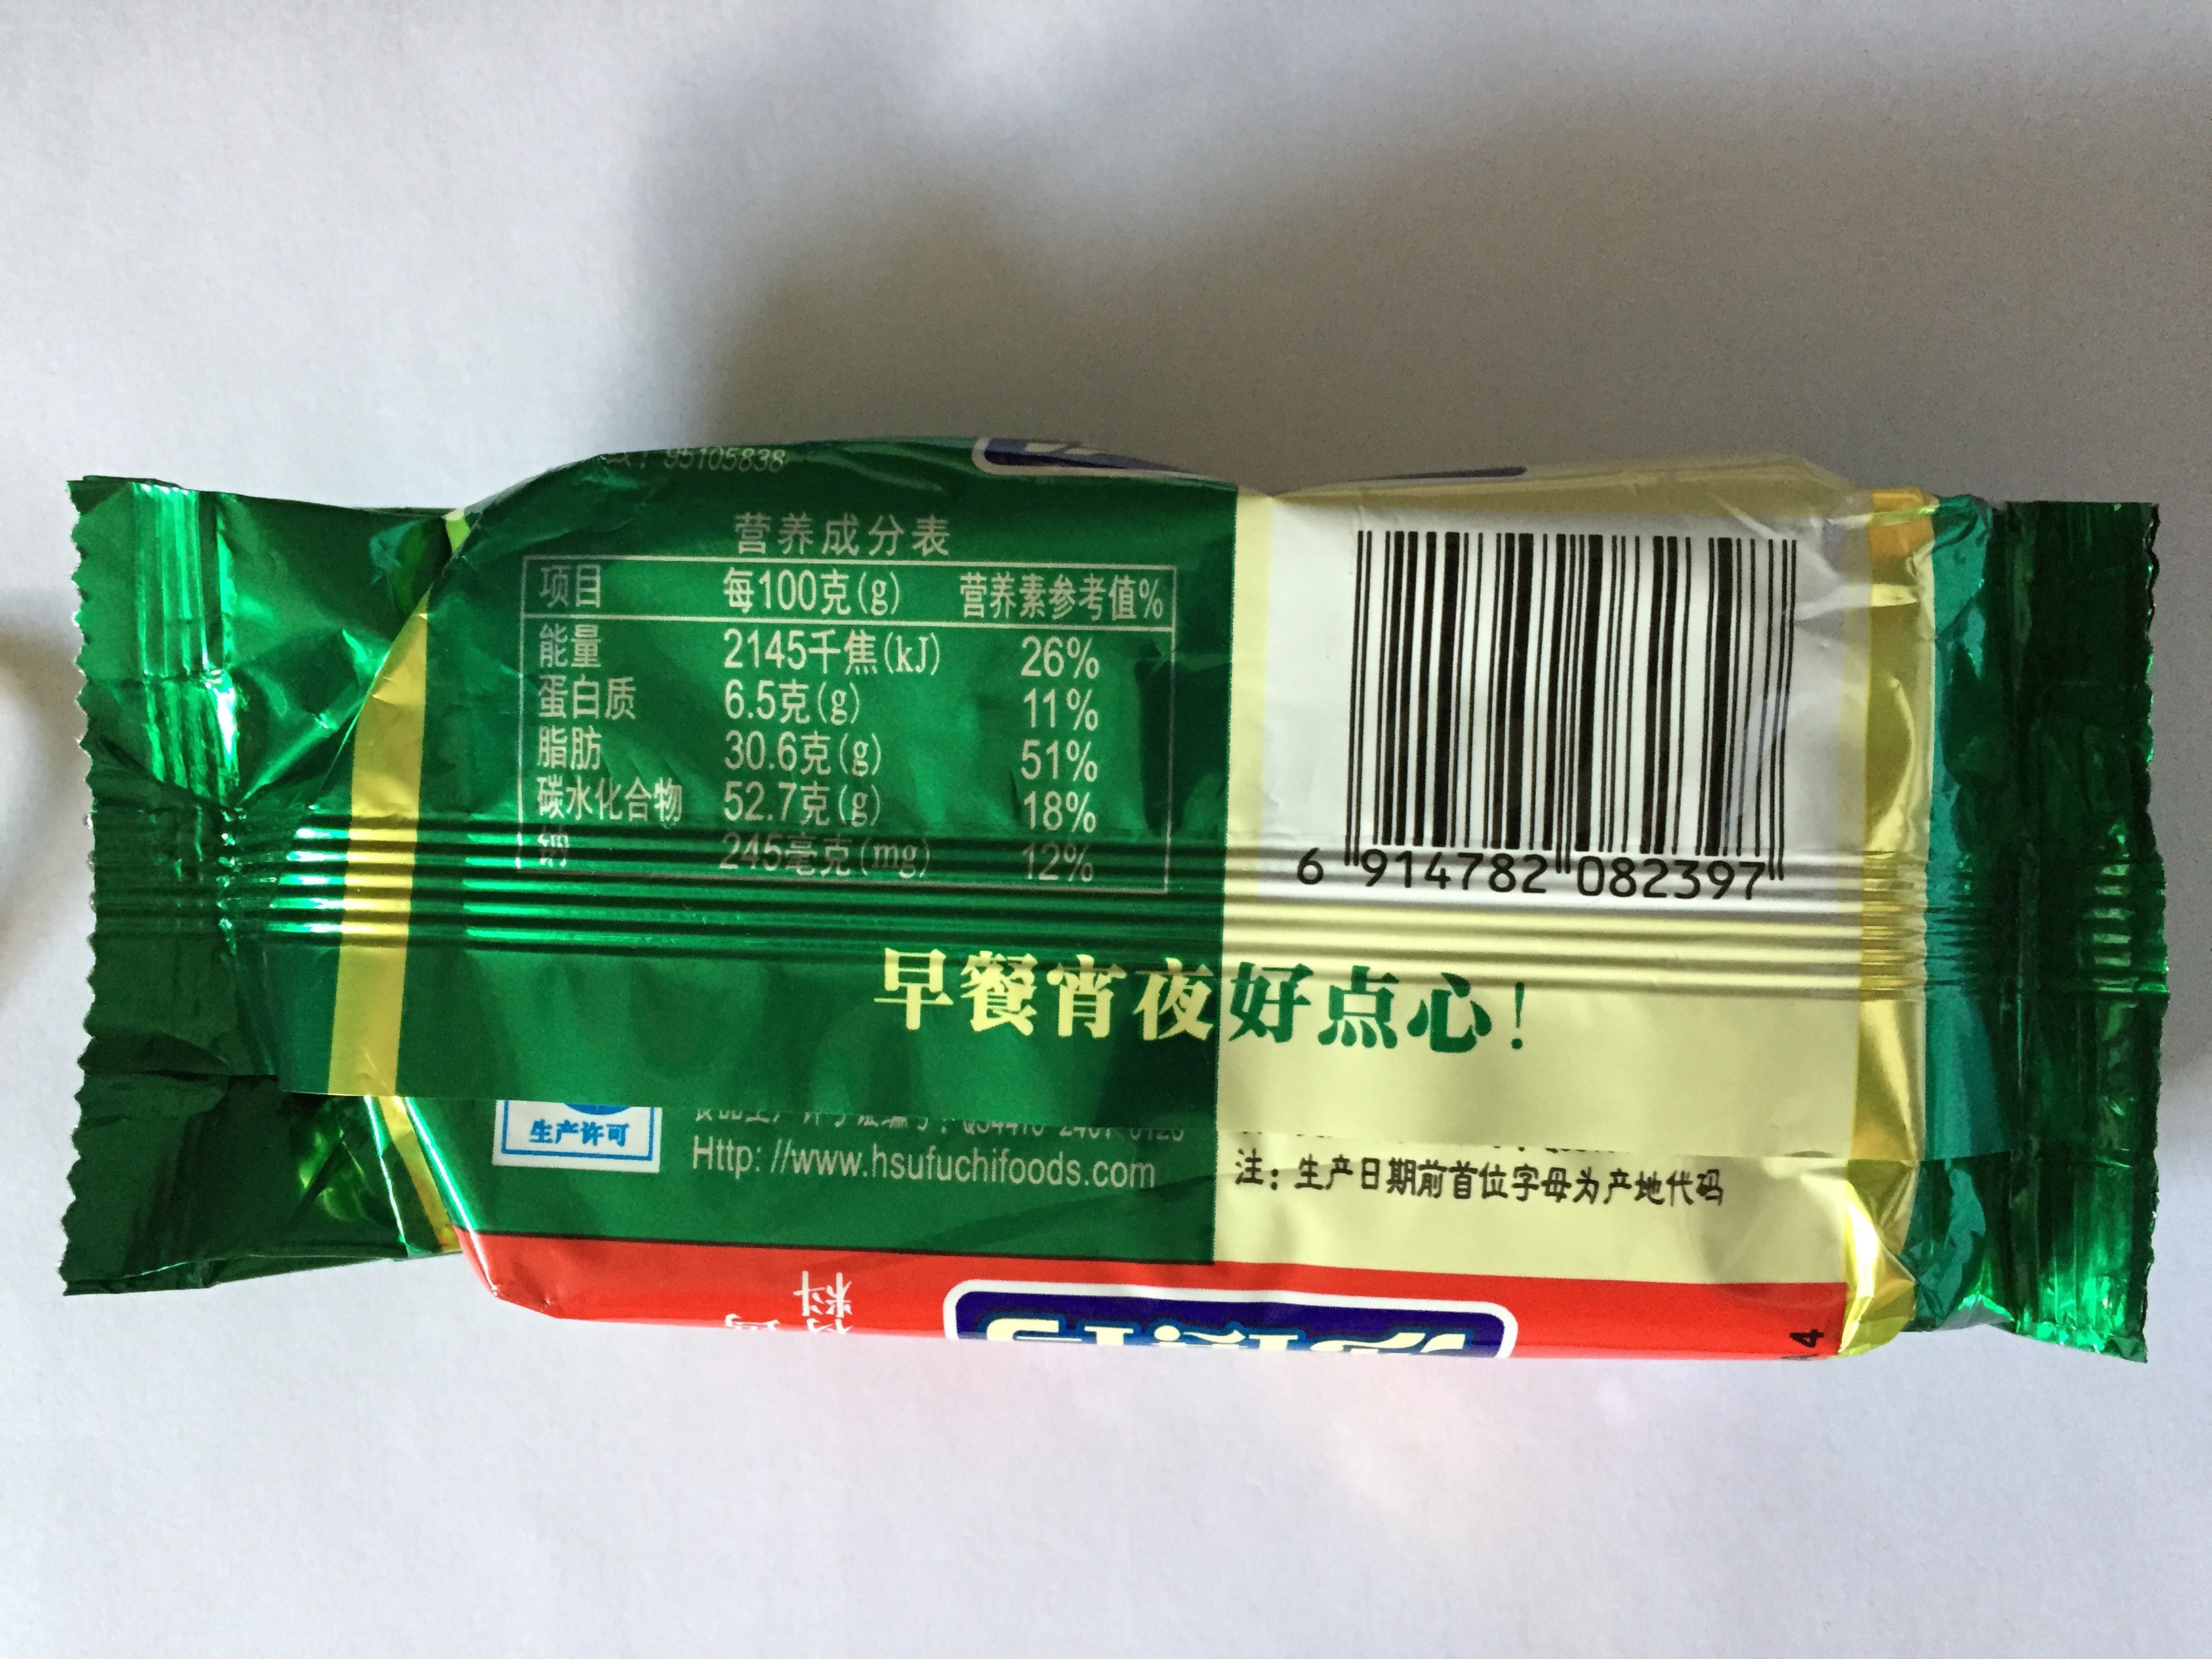 95105838
营养成分表
项目 每100克(g) 营养素参考值%
能量 2145千焦(kJ) 26%
蛋白质 6.5克(g) 11%
脂肪 30.6克(g) 51%
碳水化合物 52.7克(g) 18%
钠 245毫克(mg) 12%
6 914782 082397
早餐宵夜好点心!
生产许可
Http: //www.hsufuchifoods.com
注: 生产日期前首位字母为产地代码
料